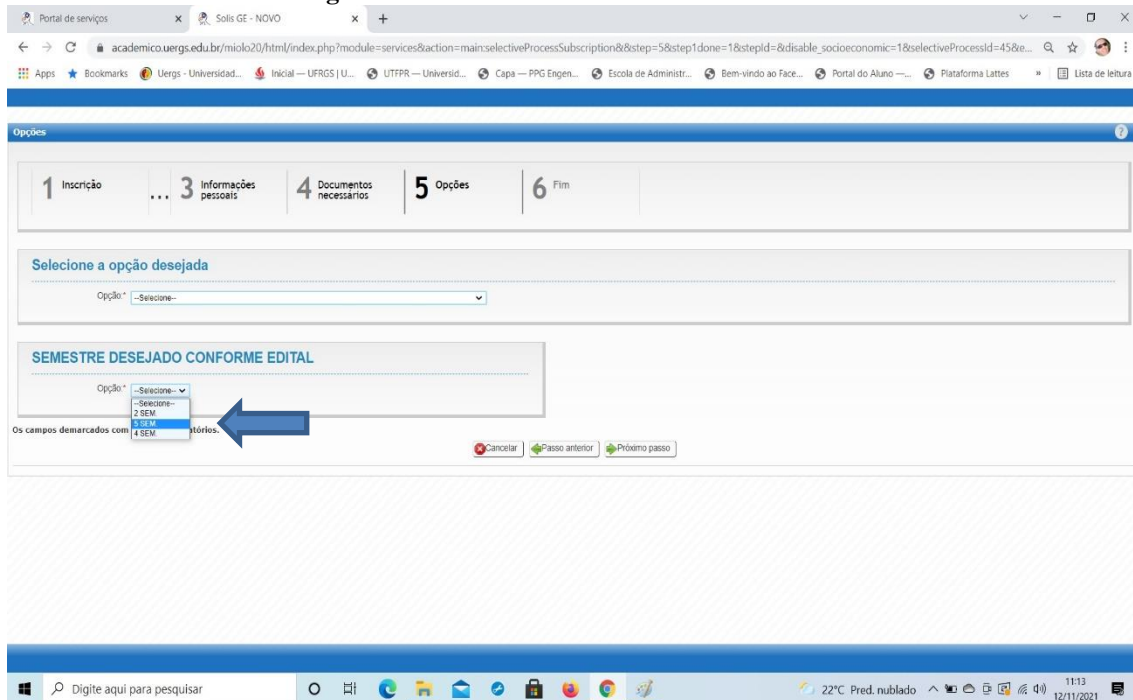 Portal de serviços
Solis GE - NOVO
academico.uergs.edu.br/miolo20/html/index.php?module=services&action=main:selectiveProcessSubscription&&step=5&step1done=1&stepId=&disable_socioeconomic=1&selectiveProcessId=45&e...
Apps Bookmarks Uergs - Universidad... Inicial — UFRGS | U... UTFPR — Universid... Capa — PPG Engen... Escola de Administr... Bem-vindo ao Face... Portal do Aluno —... Plataforma Lattes » Lista de leitura
Opções
1 Inscrição ... 3 Informações pessoais 4 Documentos necessários 5 Opções 6 Fim
Selecione a opção desejada
Opção:* --Selecione--
SEMESTRE DESEJADO CONFORME EDITAL
Opção:* --Selecione--
--Selecione--
2 SEM.
5 SEM.
4 SEM.
Os campos demarcados com
Cancelar Passo anterior Próximo passo
Digite aqui para pesquisar
22°C Pred. nublado
11:13
12/11/2021